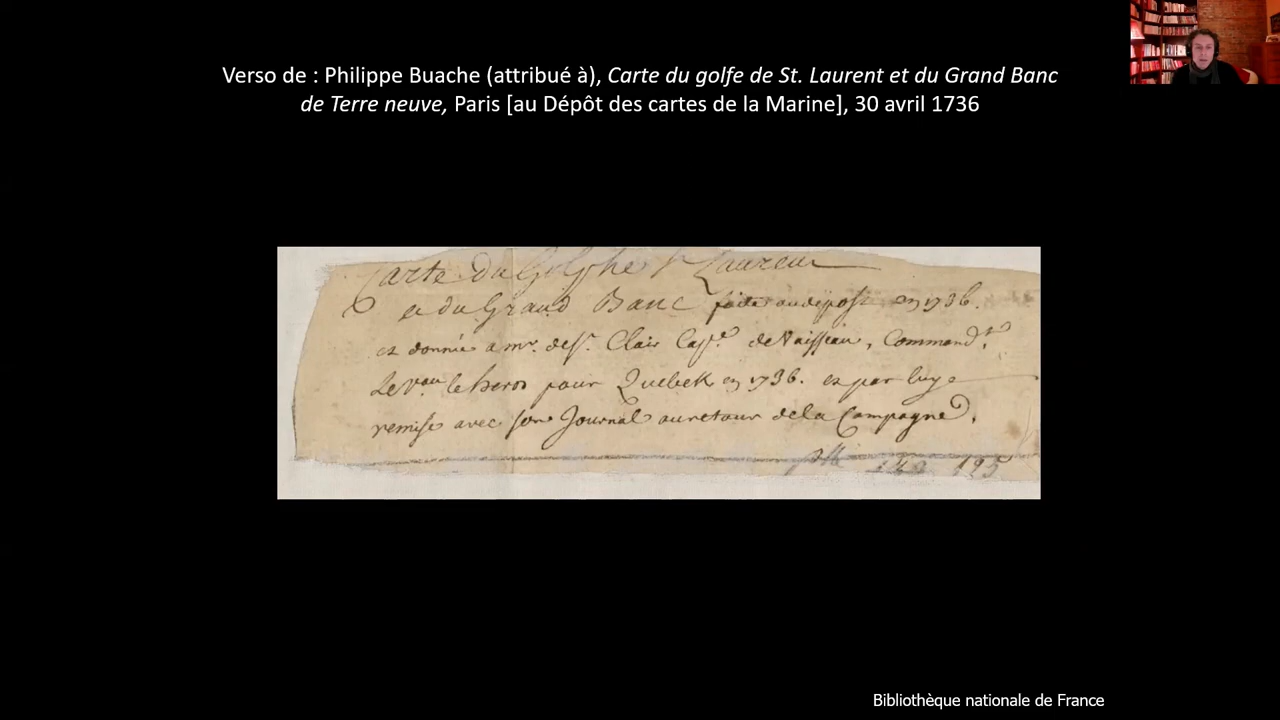 Verso de : Philippe Buache (attribué à), Carte du golfe de St. Laurent et du Grand Banc
de Terre neuve, Paris [au Dépôt des cartes de la Marine], 30 avril 1736
Carte du Golphe St Laurent
et du Grand Banc faite au depost en 1736.
et donnée a mr. de St. Clair Capne de Vaisseau, Commandt.
Le Vau le heros pour Quebek en 1736. et par luy
remise avec son Journal au retour de la Campagne.
195
Bibliothèque nationale de France